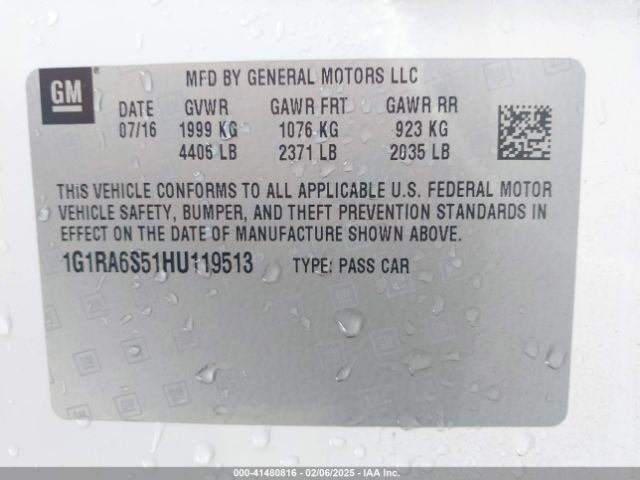 GM
MFD BY GENERAL MOTORS LLC
DATE GVWR GAWR FRT GAWR RR
07/16 1999 KG 1076 KG 923 KG
4406 LB 2371 LB 2035 LB
THIS VEHICLE CONFORMS TO ALL APPLICABLE U.S. FEDERAL MOTOR
VEHICLE SAFETY, BUMPER, AND THEFT PREVENTION STANDARDS IN
EFFECT ON THE DATE OF MANUFACTURE SHOWN ABOVE.
1G1RA6S51HU119513 TYPE: PASS CAR
000-41480816 - 02/06/2025 - IAA Inc.